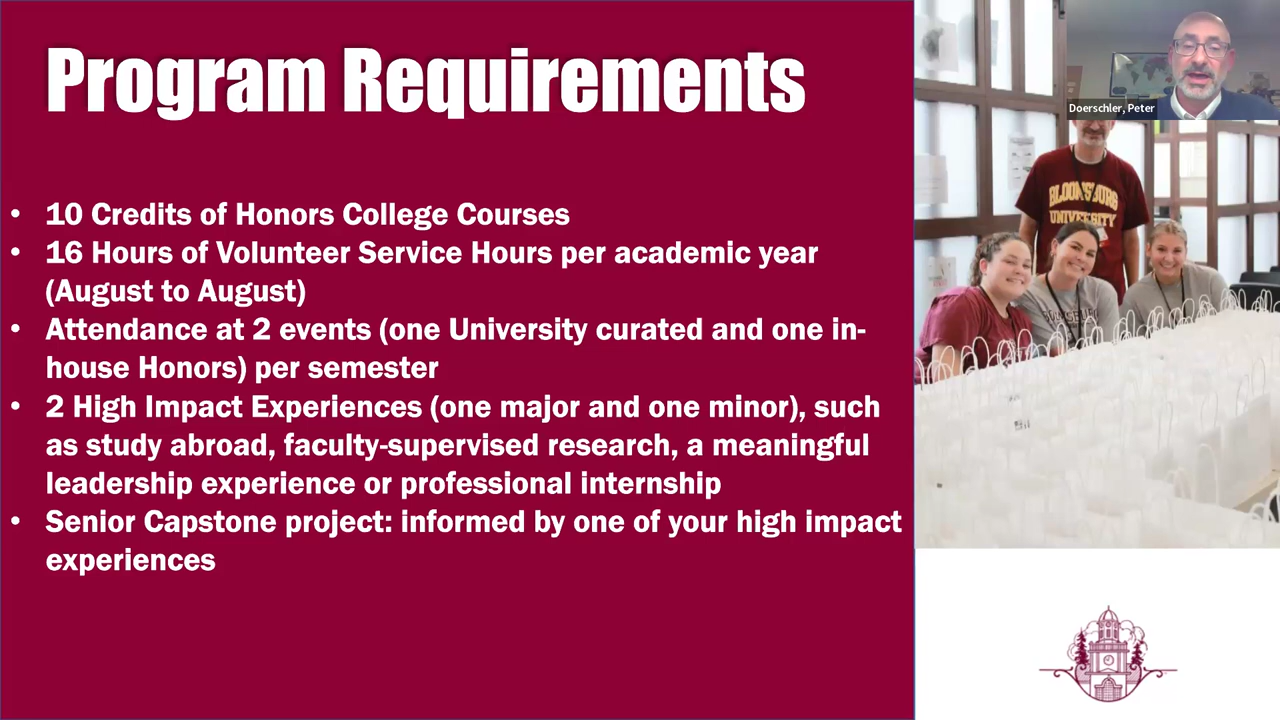 Program Requirements
Doerschler, Peter
BLOOMSBURG
UNIVERSITY
• 10 Credits of Honors College Courses
• 16 Hours of Volunteer Service Hours per academic year
(August to August)
• Attendance at 2 events (one University curated and one in-
house Honors) per semester
• 2 High Impact Experiences (one major and one minor), such
as study abroad, faculty-supervised research, a meaningful
leadership experience or professional internship
• Senior Capstone project: informed by one of your high impact
experiences